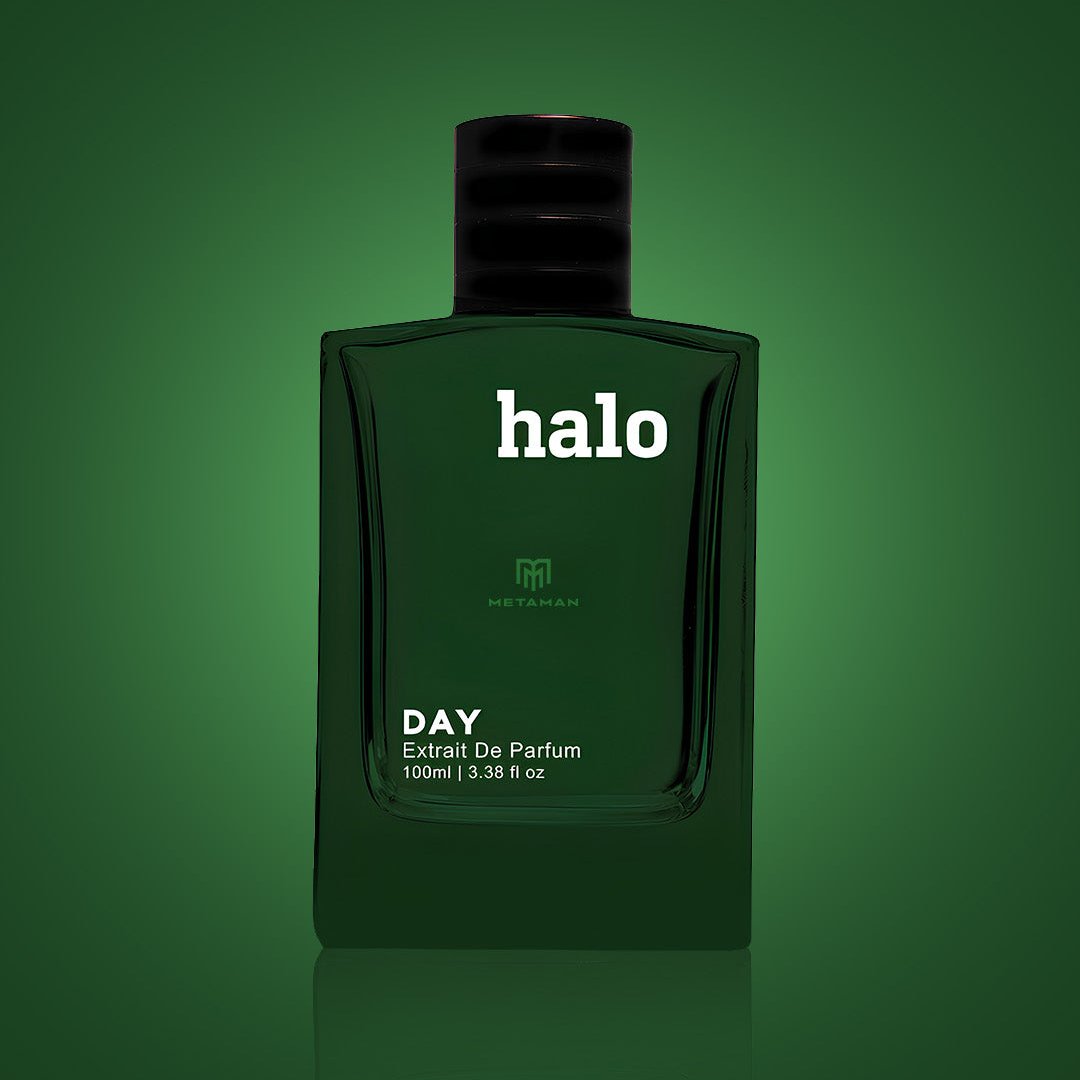 halo
METAMAN
DAY
Extrait De Parfum
100ml | 3.38 fl oz